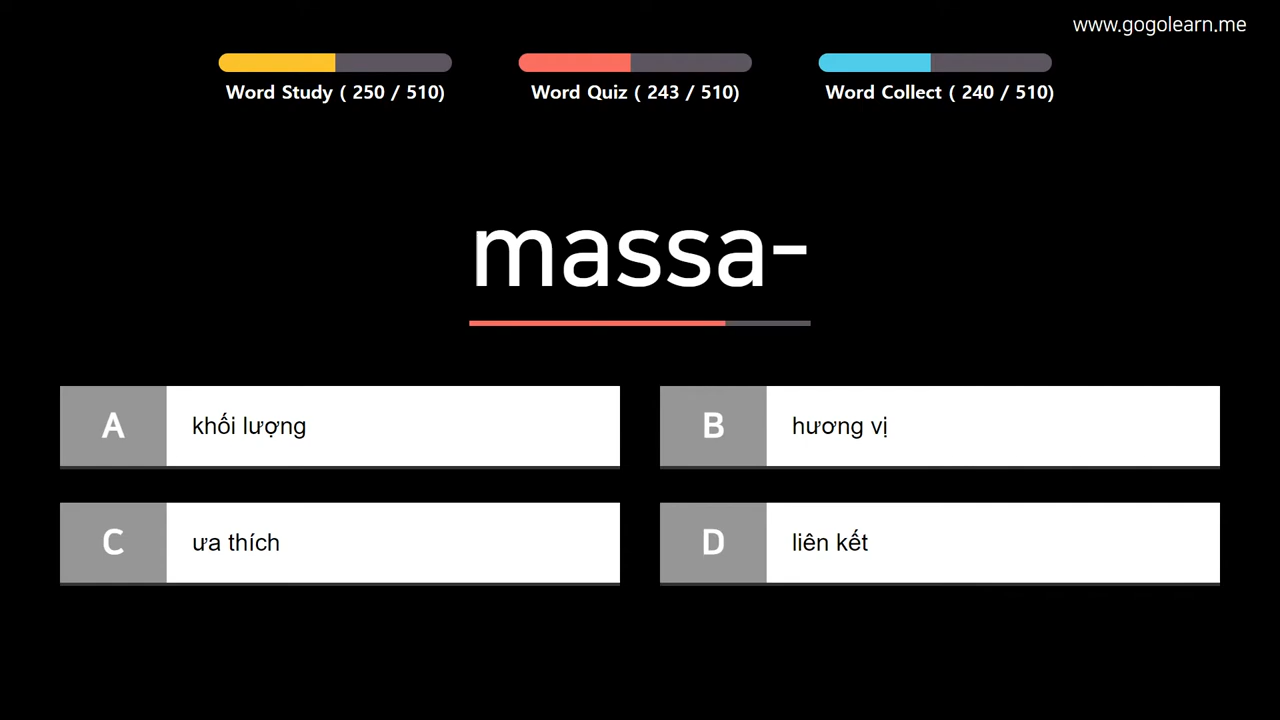 www.gogolearn.me
Word Study ( 250 / 510)
Word Quiz ( 243 / 510)
Word Collect ( 240 / 510)
massa-
A
khối lượng
B
hương vị
C
ưa thích
D
liên kết